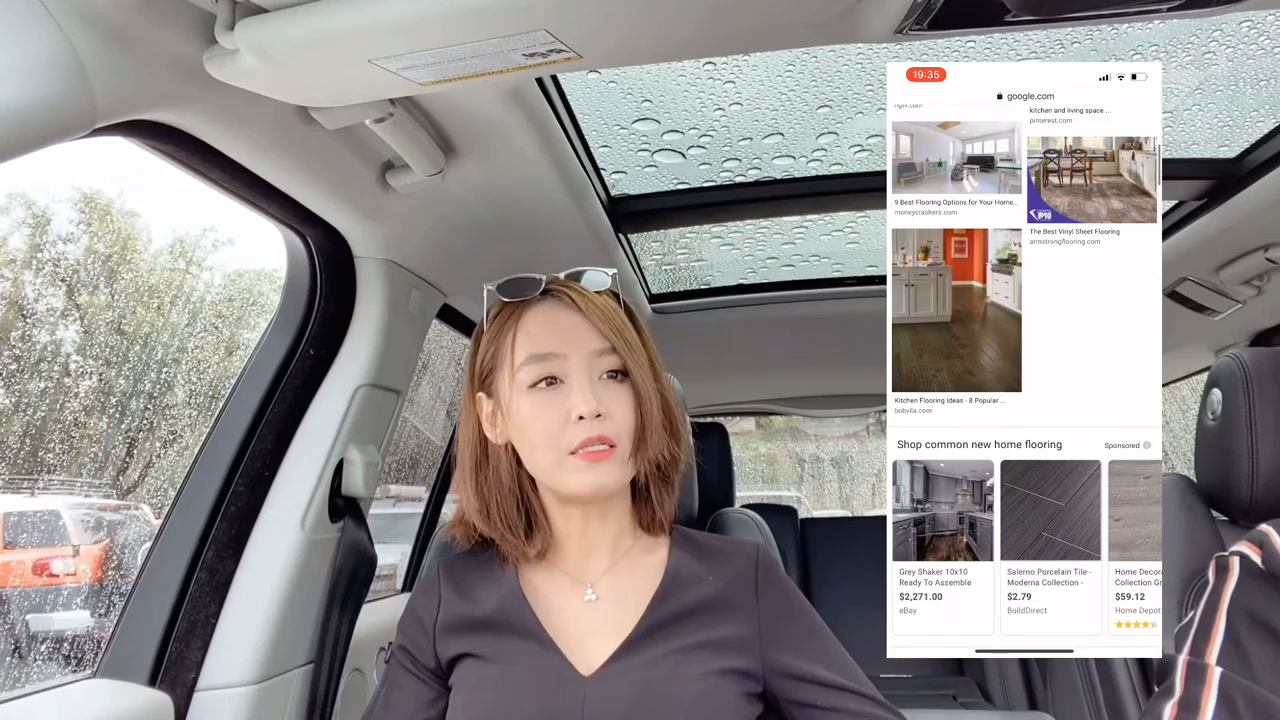 19:35
google.com
hgtv.com
kitchen and living space ...
pinterest.com
9 Best Flooring Options for Your Home...
moneycrashers.com
The Best Vinyl Sheet Flooring
armstrongflooring.com
Kitchen Flooring Ideas - 8 Popular ...
bobvila.com
Shop common new home flooring
Sponsored
Grey Shaker 10x10
Ready To Assemble
$2,271.00
eBay
Salerno Porcelain Tile -
Moderna Collection -
$2.79
BuildDirect
Home Decora
Collection Gr
$59.12
Home Depot